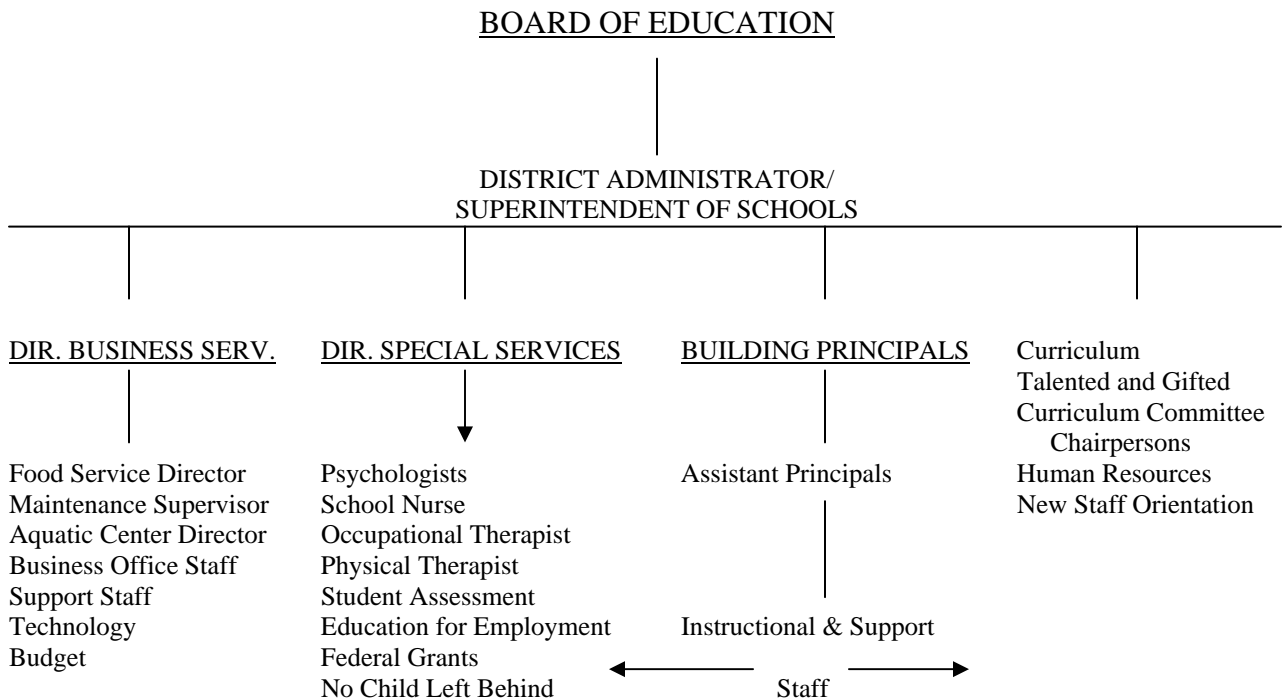 BOARD OF EDUCATION
DISTRICT ADMINISTRATOR/
SUPERINTENDENT OF SCHOOLS
DIR. BUSINESS SERV.
Food Service Director
Maintenance Supervisor
Aquatic Center Director
Business Office Staff
Support Staff
Technology
Budget
DIR. SPECIAL SERVICES
Psychologists
School Nurse
Occupational Therapist
Physical Therapist
Student Assessment
Education for Employment
Federal Grants
No Child Left Behind
BUILDING PRINCIPALS
Assistant Principals
Instructional & Support
Staff
Curriculum
Talented and Gifted
Curriculum Committee
Chairpersons
Human Resources
New Staff Orientation